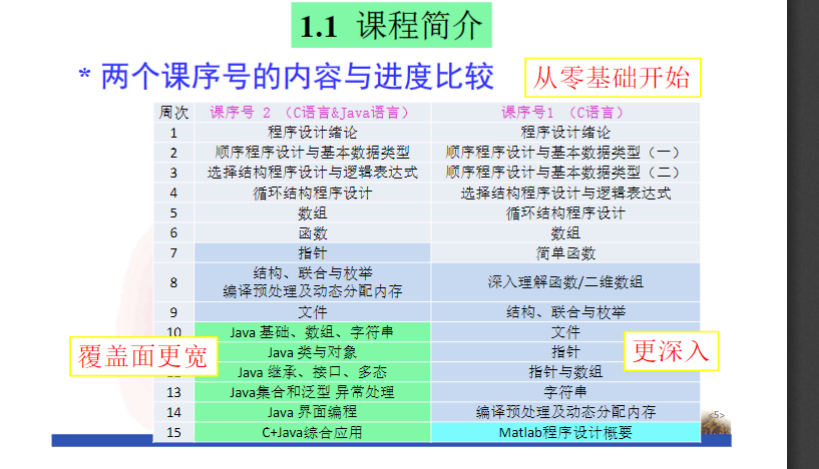 1.1 课程简介
* 两个课序号的内容与进度比较
从零基础开始
周次 课序号 2 （C语言&Java语言） 课序号1 （C语言）
1 程序设计绪论 程序设计绪论
2 顺序程序设计与基本数据类型 顺序程序设计与基本数据类型（一）
3 选择结构程序设计与逻辑表达式 顺序程序设计与基本数据类型（二）
4 循环结构程序设计 选择结构程序设计与逻辑表达式
5 数组 循环结构程序设计
6 函数 数组
7 指针 简单函数
8 结构、联合与枚举 深入理解函数/二维数组
编译预处理及动态分配内存
9 文件 结构、联合与枚举
10 Java 基础、数组、字符串 文件
Java 类与对象 指针
Java 继承、接口、多态 指针与数组
13 Java集合和泛型 异常处理 字符串
14 Java 界面编程 编译预处理及动态分配内存
15 C+Java综合应用 Matlab程序设计概要
覆盖面更宽
更深入
<5>